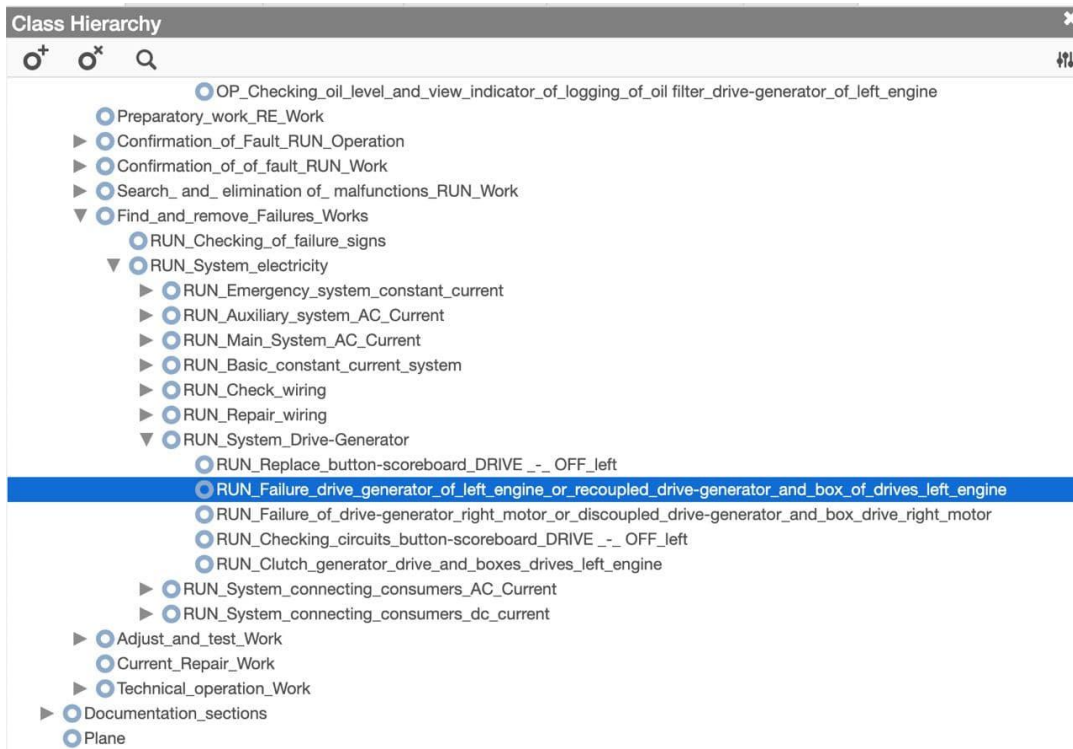 Class Hierarchy
OP_Checking_oil_level_and_view_indicator_of_logging_of_oil filter_drive-generator_of_left_engine
Preparatory_work_RE_Work
Confirmation_of_Fault_RUN_Operation
Confirmation_of_of_fault_RUN_Work
Search_ and_ elimination of_ malfunctions_RUN_Work
Find_and_remove_Failures_Works
RUN_Checking_of_failure_signs
RUN_System_electricity
RUN_Emergency_system_constant_current
RUN_Auxiliary_system_AC_Current
RUN_Main_System_AC_Current
RUN_Basic_constant_current_system
RUN_Check_wiring
RUN_Repair_wiring
RUN_System_Drive-Generator
RUN_Replace_button-scoreboard_DRIVE _-_ OFF_left
RUN_Failure_drive_generator_of_left_engine_or_recoupled_drive-generator_and_box_of_drives_left_engine
RUN_Failure_of_drive-generator_right_motor_or_discoupled_drive-generator_and_box_drive_right_motor
RUN_Checking_circuits_button-scoreboard_DRIVE _-_ OFF_left
RUN_Clutch_generator_drive_and_boxes_drives_left_engine
RUN_System_connecting_consumers_AC_Current
RUN_System_connecting_consumers_dc_current
Adjust_and_test_Work
Current_Repair_Work
Technical_operation_Work
Documentation_sections
Plane